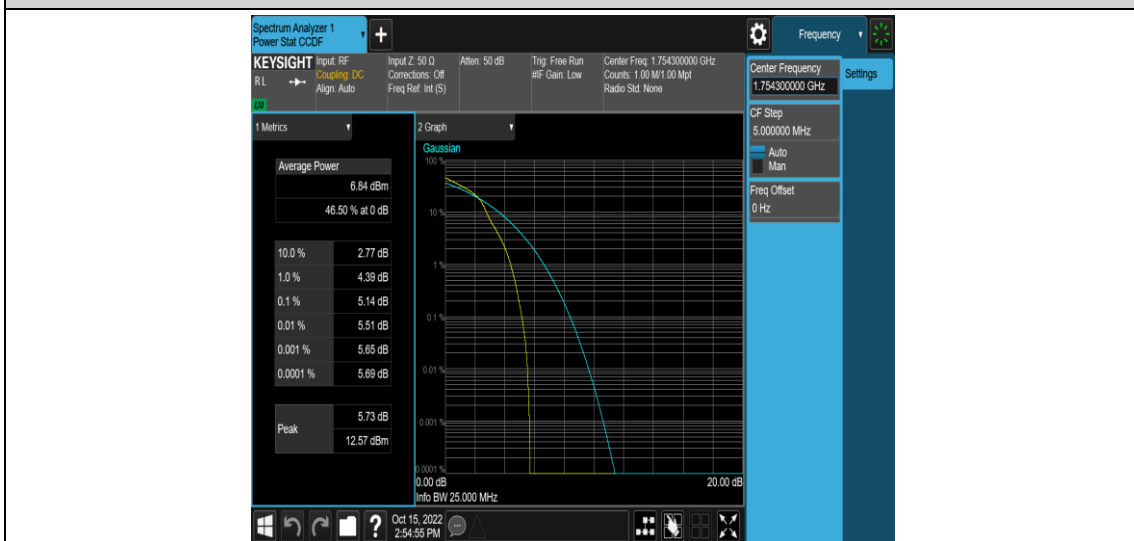 Spectrum Analyzer 1
Power Stat CCDF
+
Frequency
KEYSIGHT
RL
LXI
Input: RF
Coupling: DC
Align: Auto
Input Z: 50 Ω
Corrections: Off
Freq Ref: Int (S)
Atten: 50 dB
Trig: Free Run
#IF Gain: Low
Center Freq: 1.754300000 GHz
Counts: 1.00 M/1.00 Mpt
Radio Std: None
Center Frequency
1.754300000 GHz
Settings
CF Step
5.000000 MHz
Auto
Man
Freq Offset
0 Hz
1 Metrics
Average Power
6.84 dBm
46.50 % at 0 dB
10.0 % 2.77 dB
1.0 % 4.39 dB
0.1 % 5.14 dB
0.01 % 5.51 dB
0.001 % 5.65 dB
0.0001 % 5.69 dB
Peak 5.73 dB
12.57 dBm
2 Graph
Gaussian
100 %
10 %
1 %
0.1 %
0.01 %
0.001 %
0.0001 %
0.00 dB 20.00 dB
Info BW 25.000 MHz
? Oct 15, 2022
2:54:55 PM